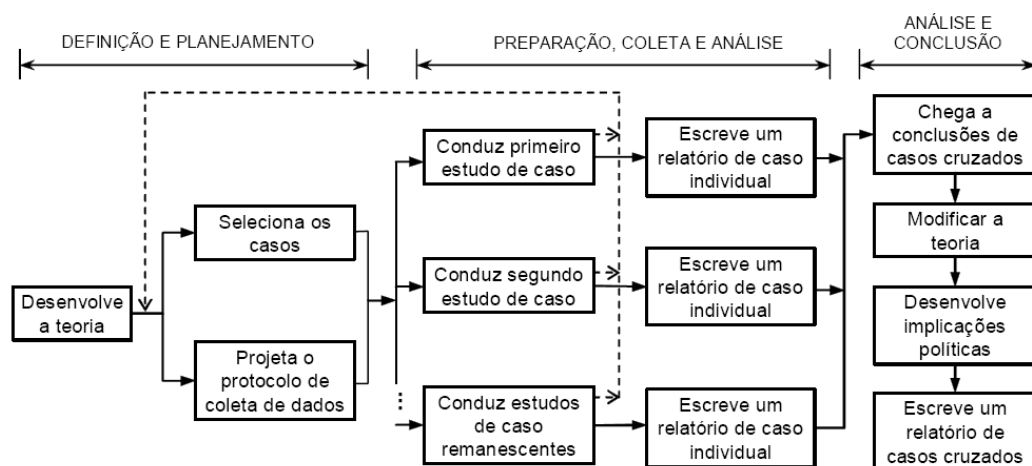 DEFINIÇÃO E PLANEJAMENTO
PREPARAÇÃO, COLETA E ANÁLISE
ANÁLISE E
CONCLUSÃO
Desenvolve
a teoria
Seleciona os
casos
Projeta o
protocolo de
coleta de dados
Conduz primeiro
estudo de caso
Conduz segundo
estudo de caso
Conduz estudos
de caso
remanescentes
Escreve um
relatório de caso
individual
Escreve um
relatório de caso
individual
Escreve um
relatório de caso
individual
Chega a
conclusões de
casos cruzados
Modificar a
teoria
Desenvolve
implicações
políticas
Escreve um
relatório de
casos cruzados